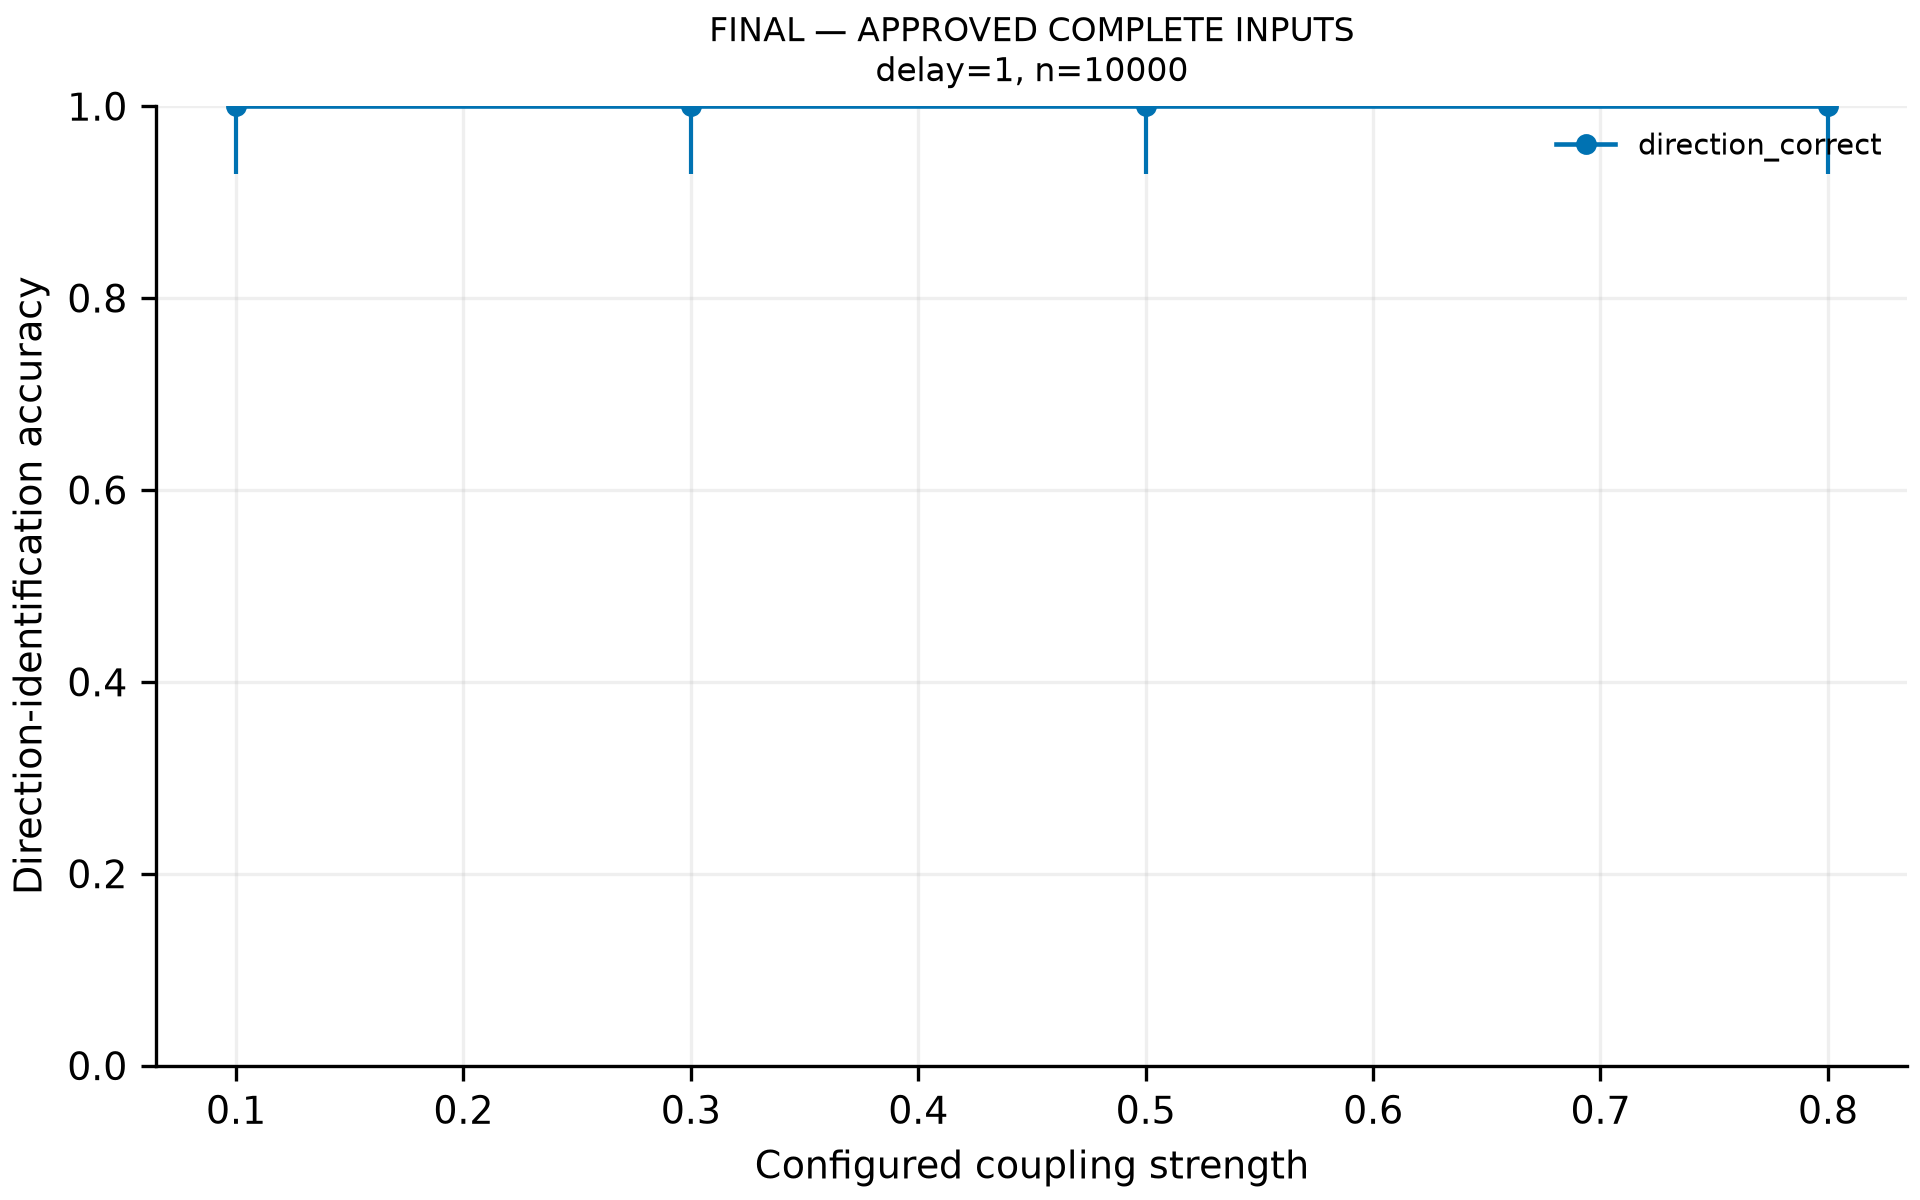 FINAL — APPROVED COMPLETE INPUTS
delay=1, n=10000
direction_correct
Direction-identification accuracy
1.0
0.8
0.6
0.4
0.2
0.0
0.1 0.2 0.3 0.4 0.5 0.6 0.7 0.8
Configured coupling strength